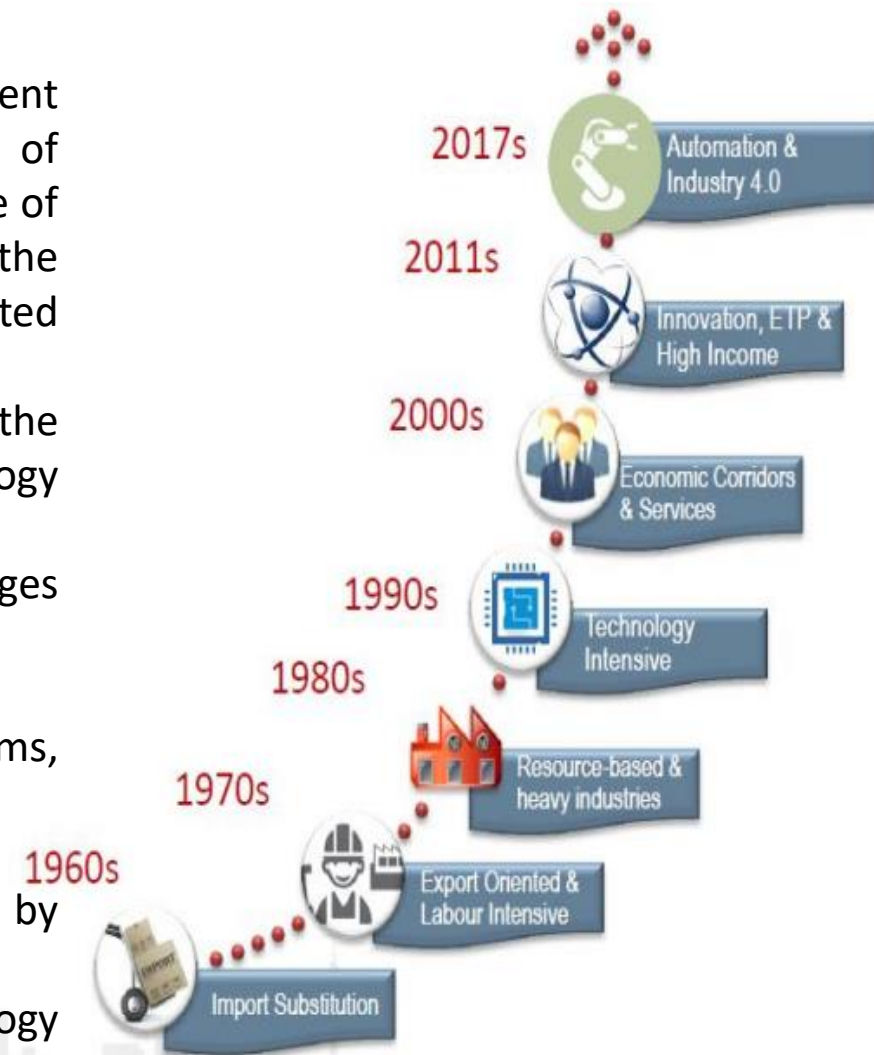 ent
of
e of
the
ted
the
ogy
ges
ms,
by
ogy
2017s
Automation &
Industry 4.0
2011s
Innovation, ETP &
High Income
2000s
Economic Corridors
& Services
1990s
Technology
Intensive
1980s
Resource-based &
heavy industries
1970s
Export Oriented &
Labour Intensive
1960s
IMPORT
Import Substitution